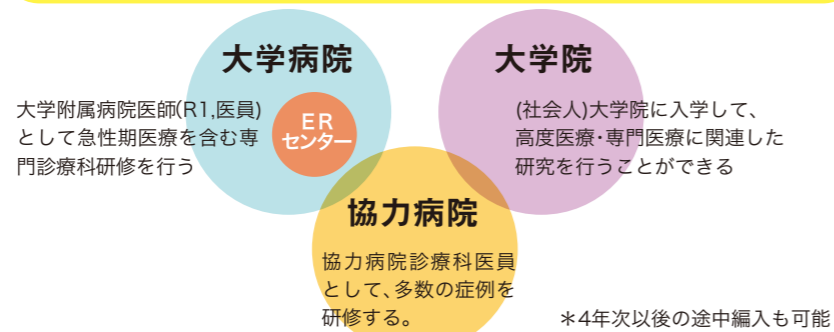 大学病院
大学附属病院医師(R1,医員)
として急性期医療を含む専
門診療科研修を行う
ER
センター
大学院
(社会人)大学院に入学して、
高度医療・専門医療に関連した
研究を行うことができる
協力病院
協力病院診療科医員
として、多数の症例を
研修する。
＊4年次以後の途中編入も可能